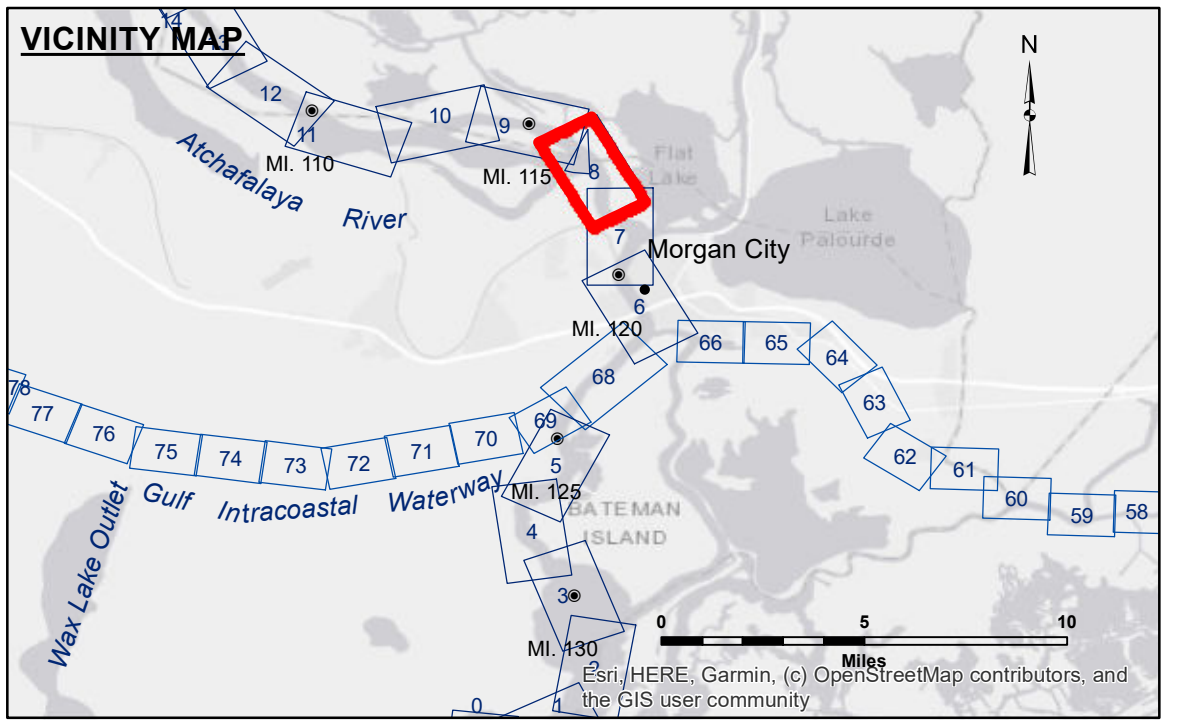 VICINITY MAP
N
14
13
12
11
MI. 110
10
9
MI. 115
8
Flat
Lake
Atchafalaya
River
7
Morgan City
Lake
Palourde
6
MI. 120
66
65
64
63
62
61
60
59
58
68
69
70
71
72
73
74
75
76
77
78
Gulf Intracoastal Waterway
Wax Lake Outlet
5
MI. 125
BATEMAN
ISLAND
4
3
MI. 130
2
1
0
0 5 10
Miles
Esri, HERE, Garmin, (c) OpenStreetMap contributors, and
the GIS user community